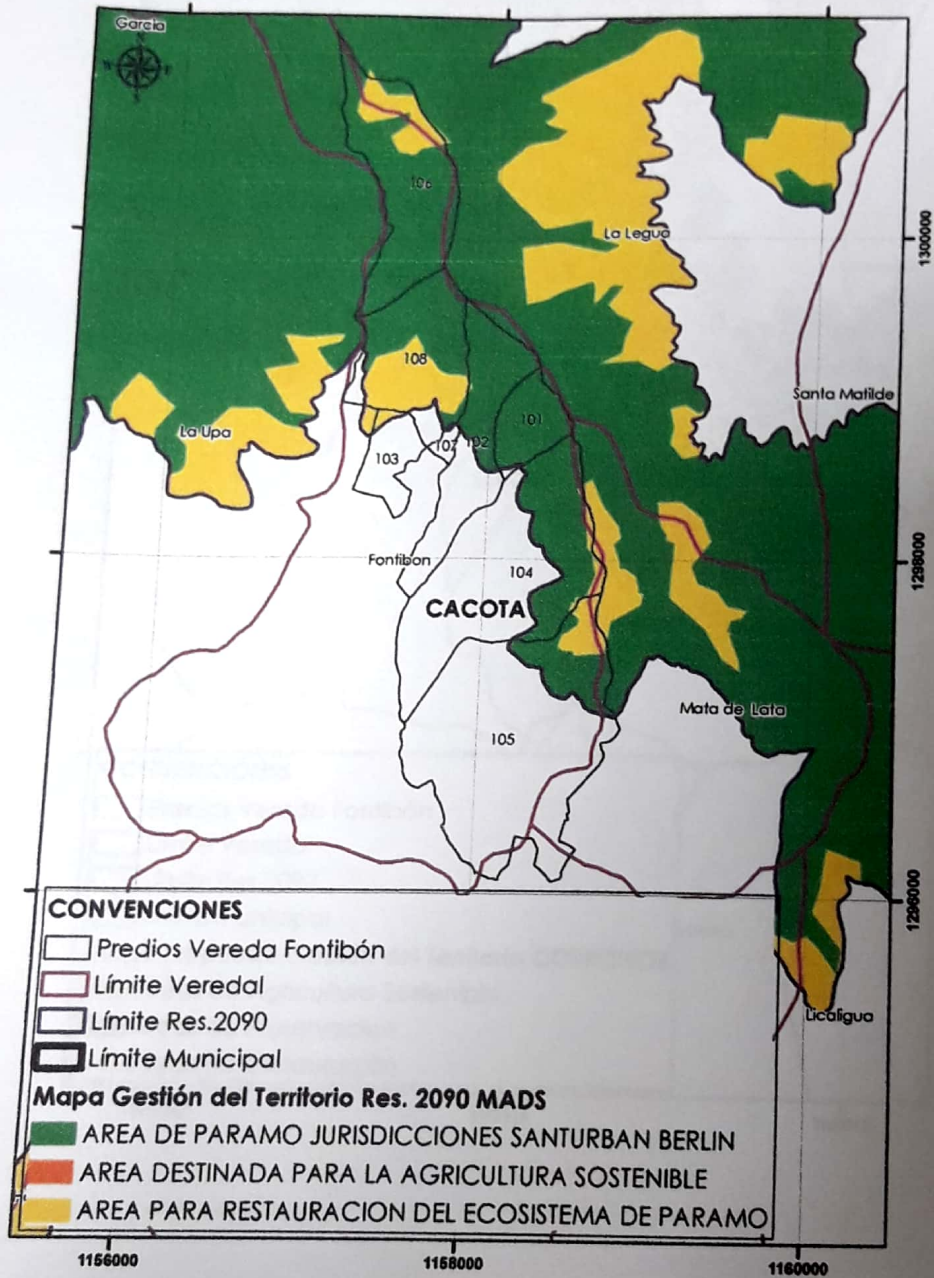 García
N
106
La Legua
1300000
108
Santa Matilde
101
La Upa
102
107
103
Fontibon
104
1298000
CACOTA
Mata de Lata
105
CONVENCIONES
1296000
Predios Vereda Fontibón
Límite Veredal
Licaligua
Límite Res.2090
Límite Municipal
Mapa Gestión del Territorio Res. 2090 MADS
AREA DE PARAMO JURISDICCIONES SANTURBAN BERLIN
AREA DESTINADA PARA LA AGRICULTURA SOSTENIBLE
AREA PARA RESTAURACION DEL ECOSISTEMA DE PARAMO
1156000
1158000
1160000